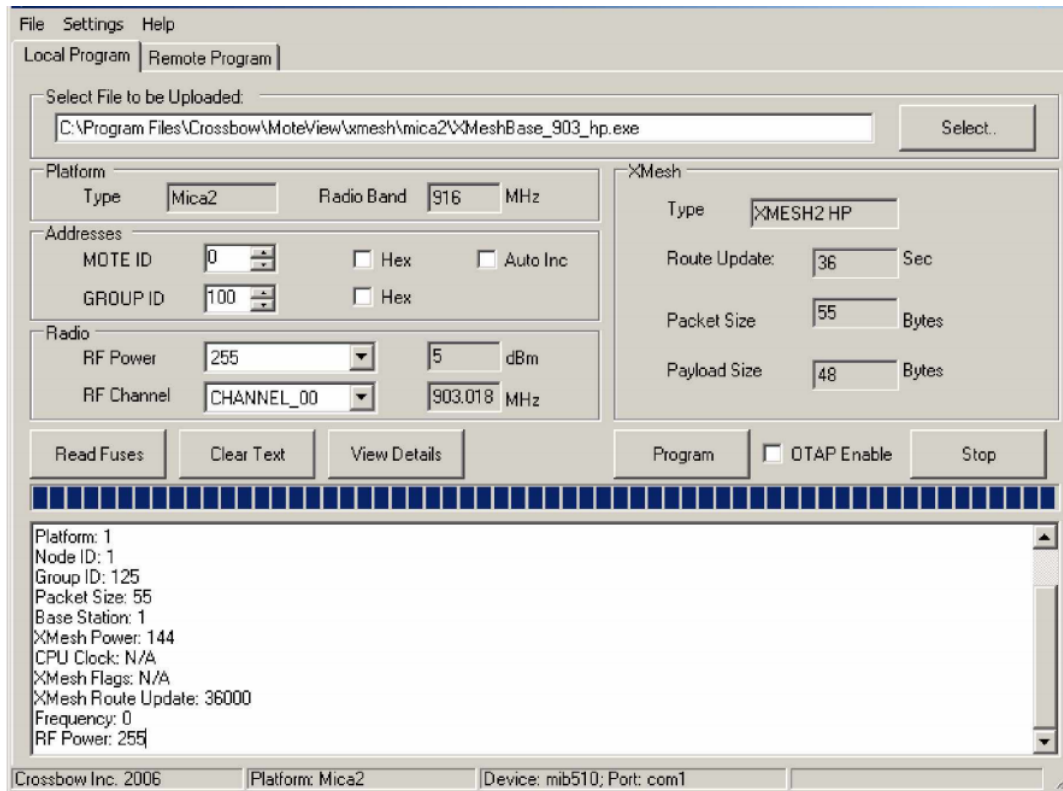 File Settings Help
Local Program Remote Program
Select File to be Uploaded:
C:\Program Files\Crossbow\MoteView\xmesh\mica2\XMeshBase_903_hp.exe Select..
Platform
Type Mica2 Radio Band 916 MHz
Addresses
MOTE ID 0 Hex Auto Inc
GROUP ID 100 Hex
Radio
RF Power 255 5 dBm
RF Channel CHANNEL_00 903.018 MHz
XMesh
Type XMESH2 HP
Route Update: 36 Sec
Packet Size 55 Bytes
Payload Size 48 Bytes
Read Fuses Clear Text View Details Program OTAP Enable Stop
Platform: 1
Node ID: 1
Group ID: 125
Packet Size: 55
Base Station: 1
XMesh Power: 144
CPU Clock: N/A
XMesh Flags: N/A
XMesh Route Update: 36000
Frequency: 0
RF Power: 255
Crossbow Inc. 2006 Platform: Mica2 Device: mib510; Port: com1